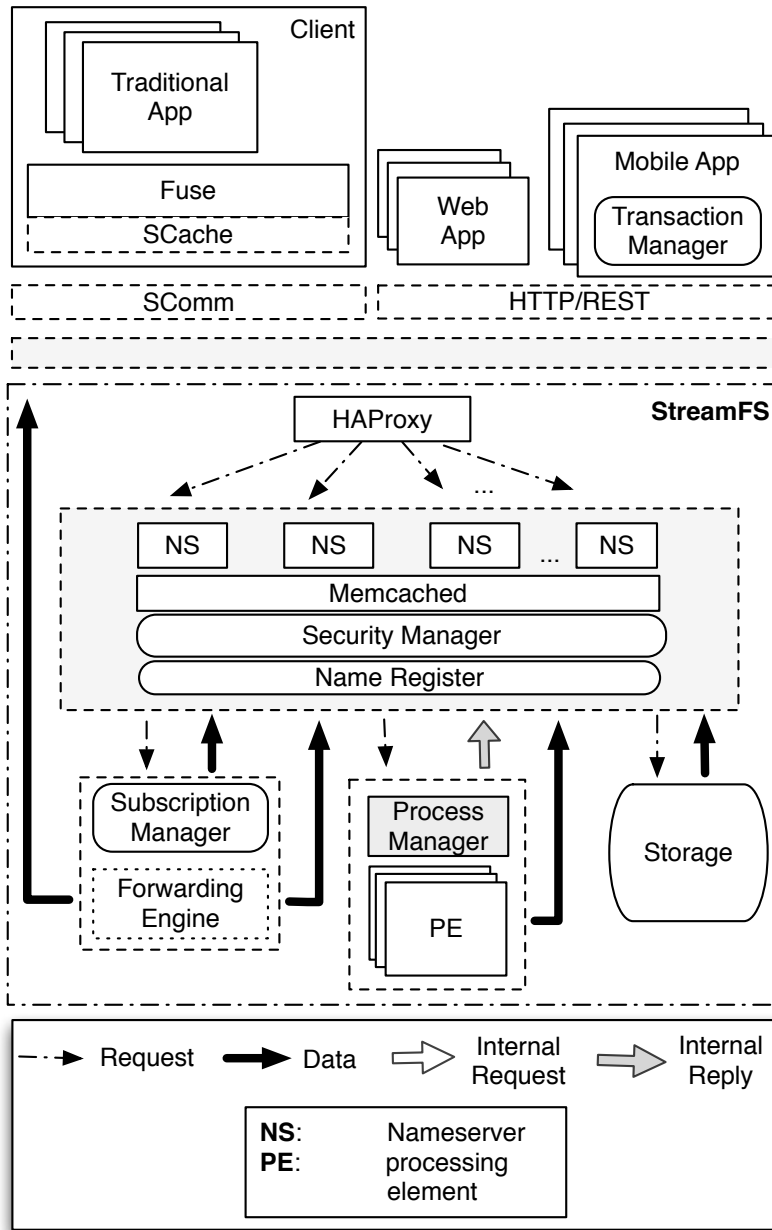 Client
Traditional
App
Fuse
SCache
Web
App
Mobile App
Transaction
Manager
SComm
HTTP/REST
StreamFS
HAProxy
...
NS
NS
NS
...
NS
Memcached
Security Manager
Name Register
Subscription
Manager
Forwarding
Engine
Process
Manager
PE
Storage
Request
Data
Internal
Request
Internal
Reply
NS: Nameserver
PE: processing
element